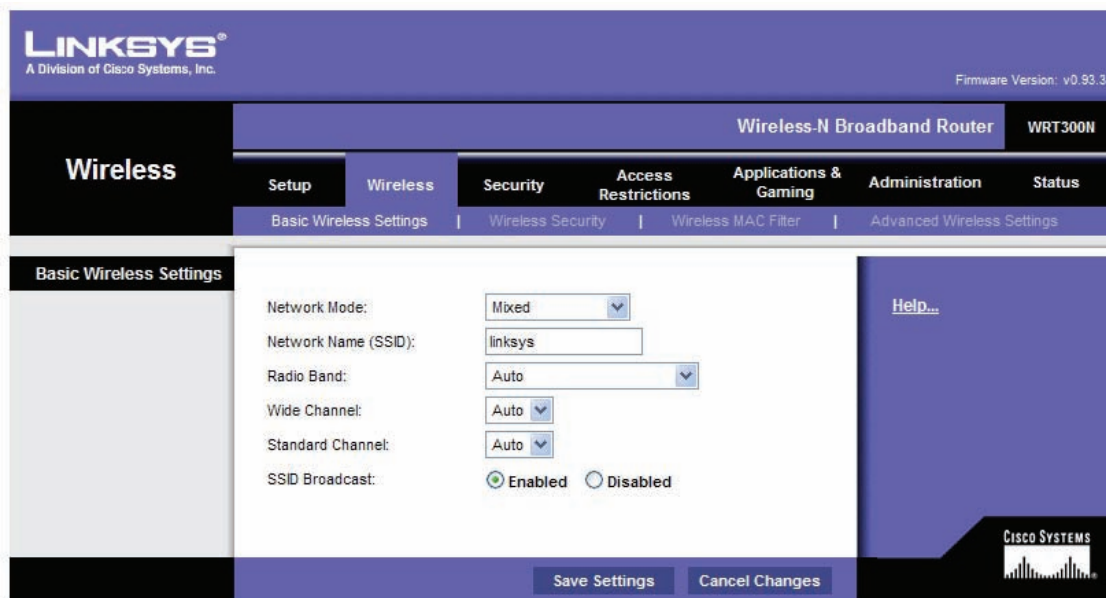 LINKSYS®
A Division of Cisco Systems, Inc.
Firmware Version: v0.93.3
Wireless-N Broadband Router WRT300N
Wireless
Setup Wireless Security Access Restrictions Applications & Gaming Administration Status
Basic Wireless Settings | Wireless Security | Wireless MAC Filter | Advanced Wireless Settings
Basic Wireless Settings
Help...
Network Mode: Mixed
Network Name (SSID): linksys
Radio Band: Auto
Wide Channel: Auto
Standard Channel: Auto
SSID Broadcast: Enabled Disabled
CISCO SYSTEMS
Save Settings Cancel Changes